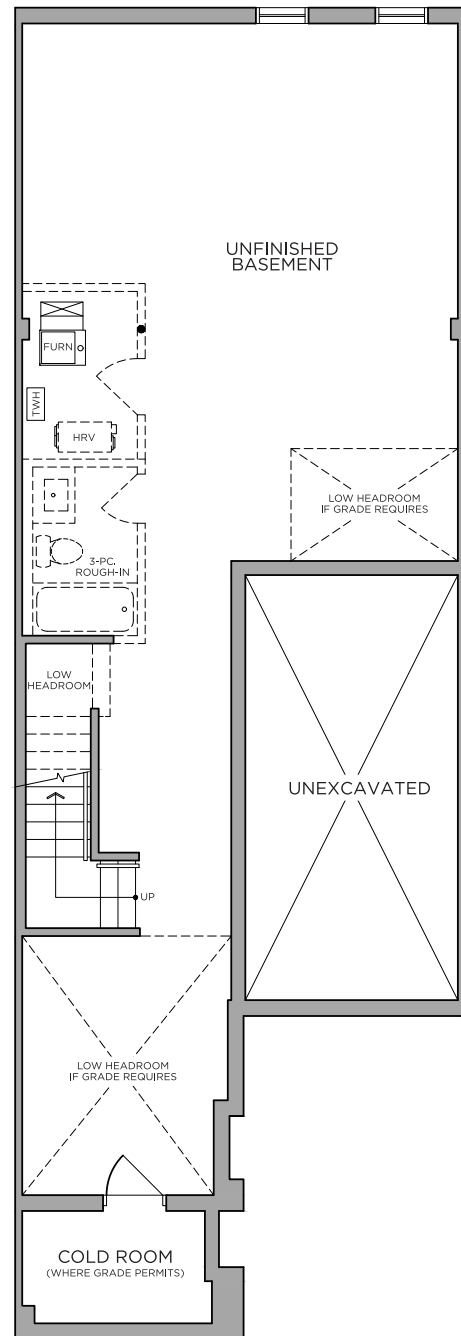 UNFINISHED
BASEMENT
FURN
TWH
HRV
LOW HEADROOM
IF GRADE REQUIRES
3-PC.
ROUGH-IN
LOW
HEADROOM
UNEXCAVATED
UP
LOW HEADROOM
IF GRADE REQUIRES
COLD ROOM
(WHERE GRADE PERMITS)